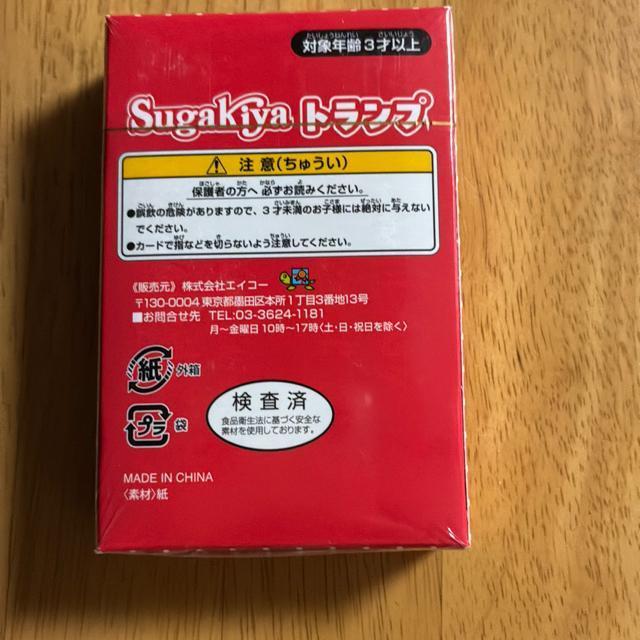 対象年齢3才以上
Sugakiya トランプ
注意(ちゅうい)
保護者の方へ 必ずお読みください。
●誤飲の危険がありますので、3才未満のお子様には絶対に与えない
でください。
●カードで指などを切らないよう注意してください。
《販売元》株式会社エイコー
〒130-0004 東京都墨田区本所1丁目3番地13号
■お問合せ先 TEL:03-3624-1181
月〜金曜日10時〜17時〈土・日・祝日を除く〉
紙 外箱
検査済
食品衛生法に基づく安全な
素材を使用しております。
プラ 袋
MADE IN CHINA
〈素材〉紙